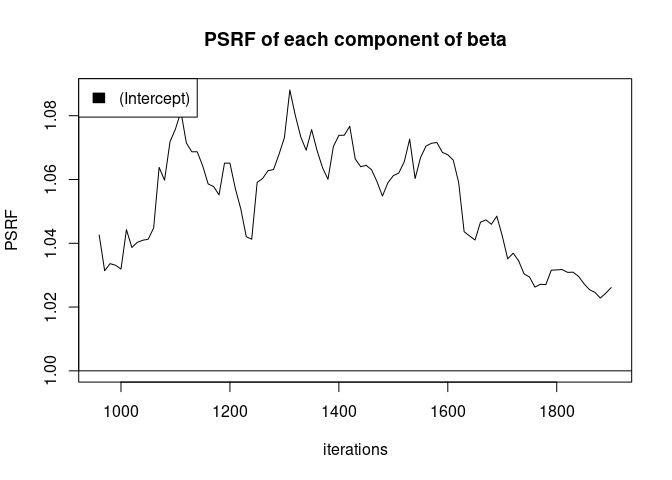 PSRF of each component of beta
(Intercept)
PSRF
1.08
1.06
1.04
1.02
1.00
1000 1200 1400 1600 1800
iterations